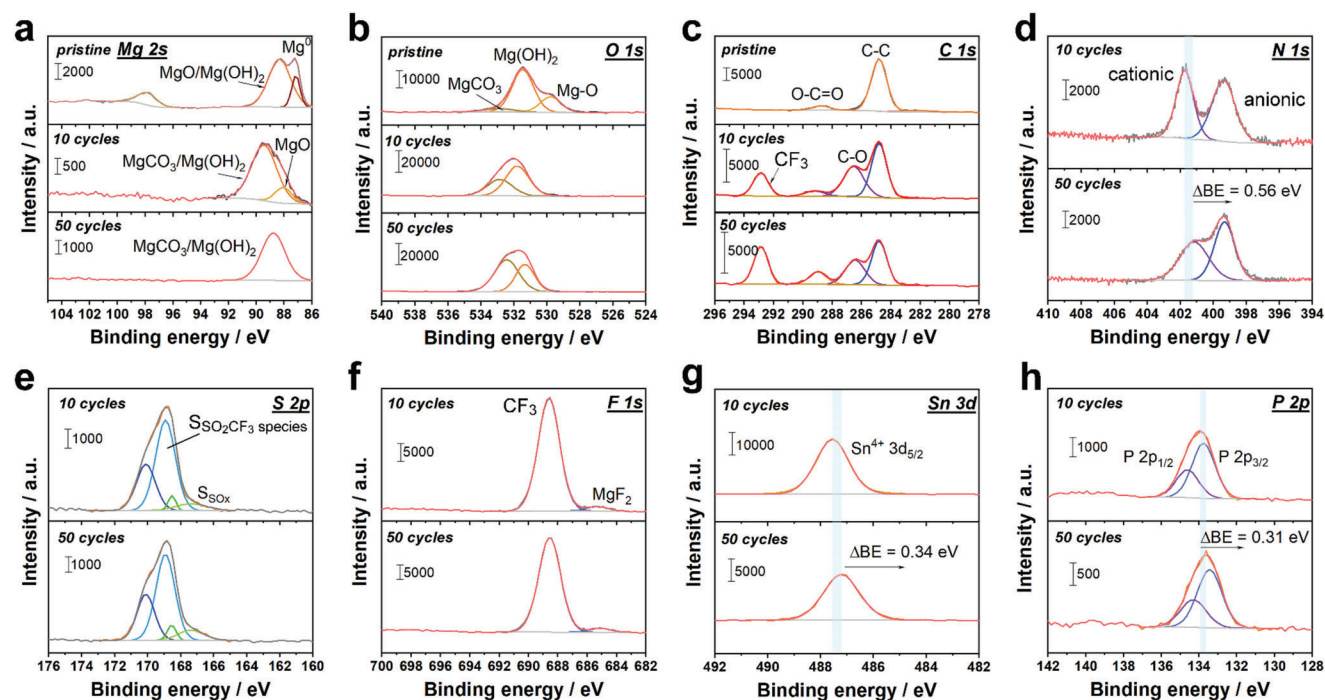 a
pristine Mg 2s Mg⁰
2000 MgO/Mg(OH)₂
10 cycles
500 MgCO₃/Mg(OH)₂ MgO
50 cycles
1000 MgCO₃/Mg(OH)₂
104 102 100 98 96 94 92 90 88 86
Binding energy / eV
Intensity / a.u.
b
pristine O 1s
Mg(OH)₂
10000 MgCO₃ Mg-O
10 cycles
20000
50 cycles
20000
540 538 536 534 532 530 528 526 524
Binding energy / eV
Intensity / a.u.
c
pristine C-C C 1s
5000 O-C=O
10 cycles
5000 CF₃ C-O
50 cycles
5000
296 294 292 290 288 286 284 282 280 278
Binding energy / eV
Intensity / a.u.
d
10 cycles N 1s
2000 cationic anionic
50 cycles ΔBE = 0.56 eV
2000
410 408 406 404 402 400 398 396 394
Binding energy / eV
Intensity / a.u.
e
10 cycles S 2p
1000 S_SO₂CF₃ species
S_SOx
50 cycles
1000
176 174 172 170 168 166 164 162 160
Binding energy / eV
Intensity / a.u.
f
10 cycles CF₃ F 1s
5000
MgF₂
50 cycles
5000
700 698 696 694 692 690 688 686 684 682
Binding energy / eV
Intensity / a.u.
g
10 cycles Sn 3d
10000 Sn⁴⁺ 3d₅/₂
50 cycles
5000 ΔBE = 0.34 eV
492 490 488 486 484 482
Binding energy / eV
Intensity / a.u.
h
10 cycles P 2p
1000 P 2p₁/₂ P 2p₃/₂
50 cycles ΔBE = 0.31 eV
500
142 140 138 136 134 132 130 128
Binding energy / eV
Intensity / a.u.